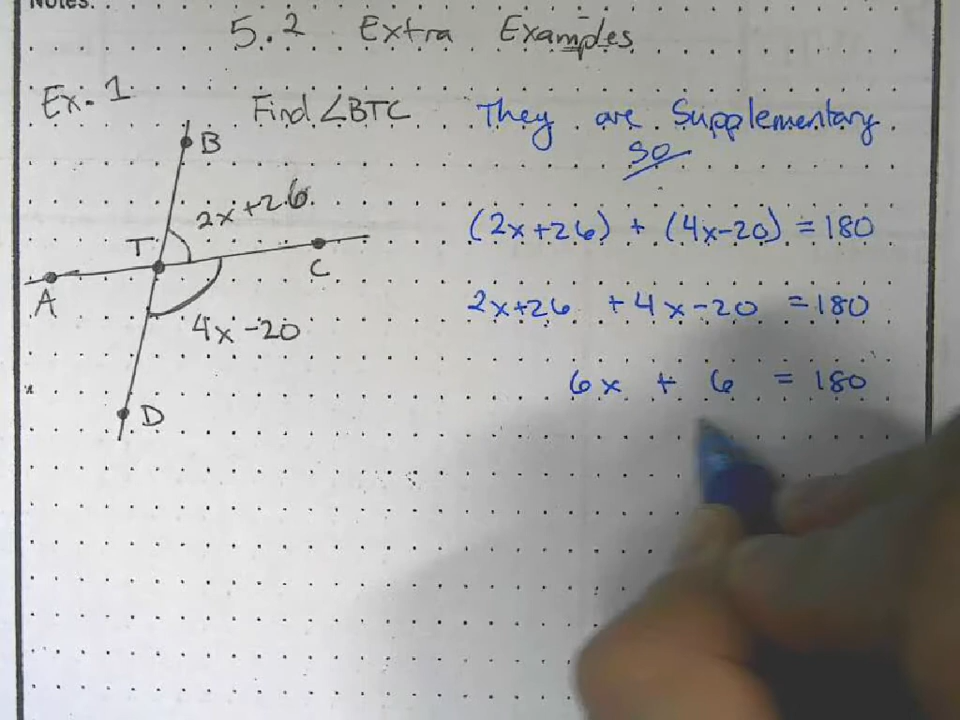 Notes:
5.2 Extra Examples
Ex-1
Find ∠BTC
They are Supplementary
so
B
2x+26
T
C
A
4x-20
D
(2x+26) + (4x-20) = 180
2x+26 +4x-20 = 180
6x + 6 = 180